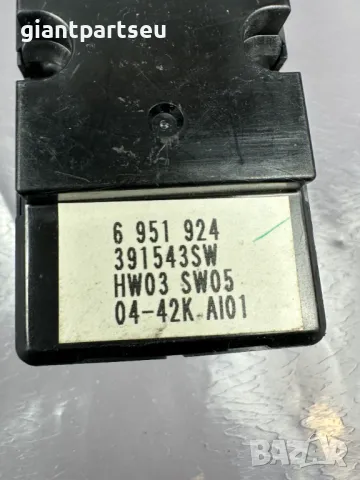 giantpartseu
6 951 924
391543SW
HW03 SW05
04-42K AI01
BAZAR